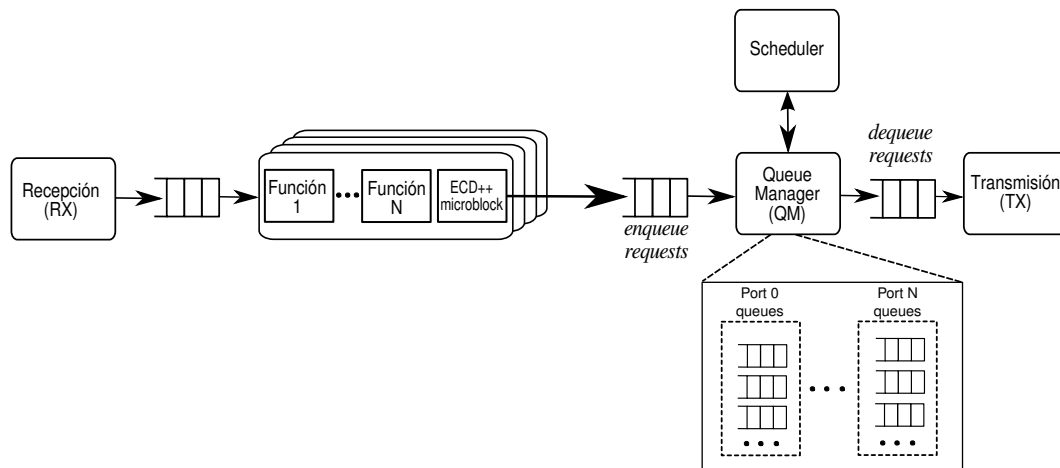 Scheduler
Recepción
(RX)
Función
1
Función
N
ECD++
microblock
enqueue
requests
Queue
Manager
(QM)
dequeue
requests
Transmisión
(TX)
Port 0
queues
Port N
queues